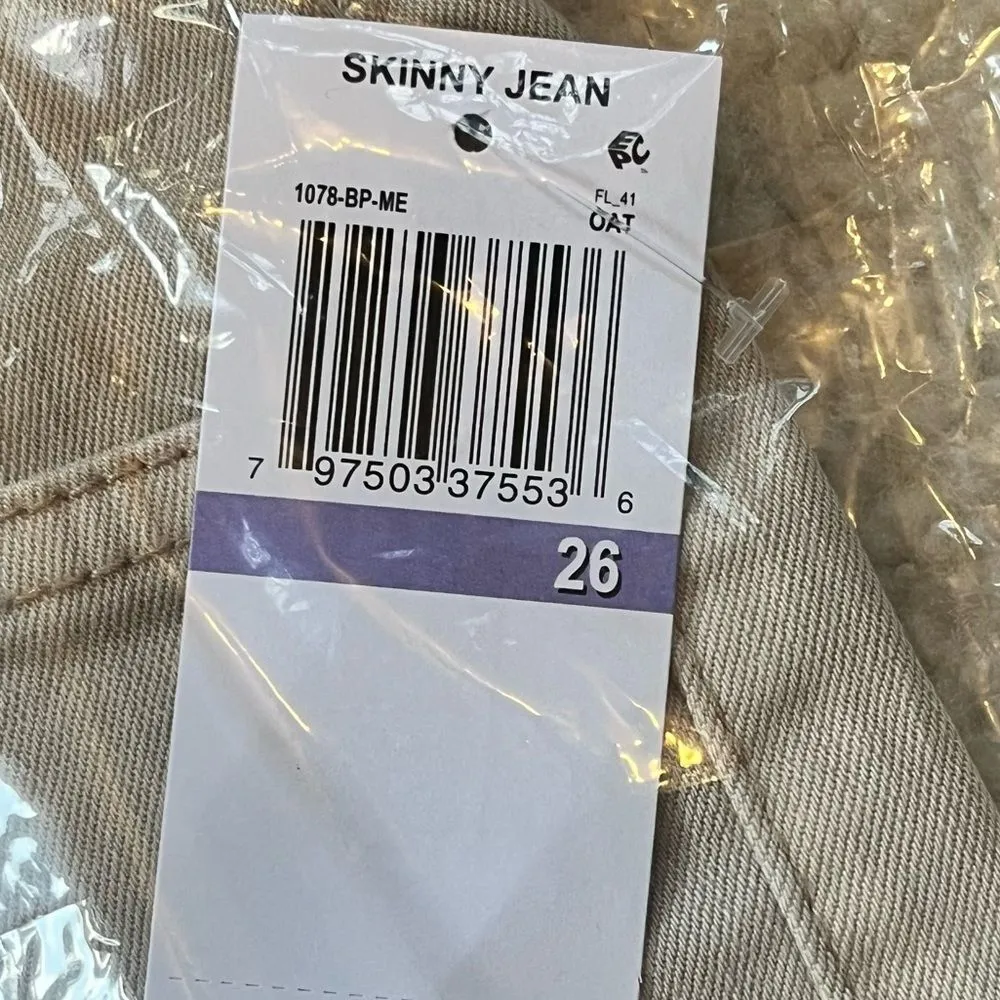 SKINNY JEAN
EPC
1078-BP-ME
FL_41
OAT
7 97503 37553 6
26